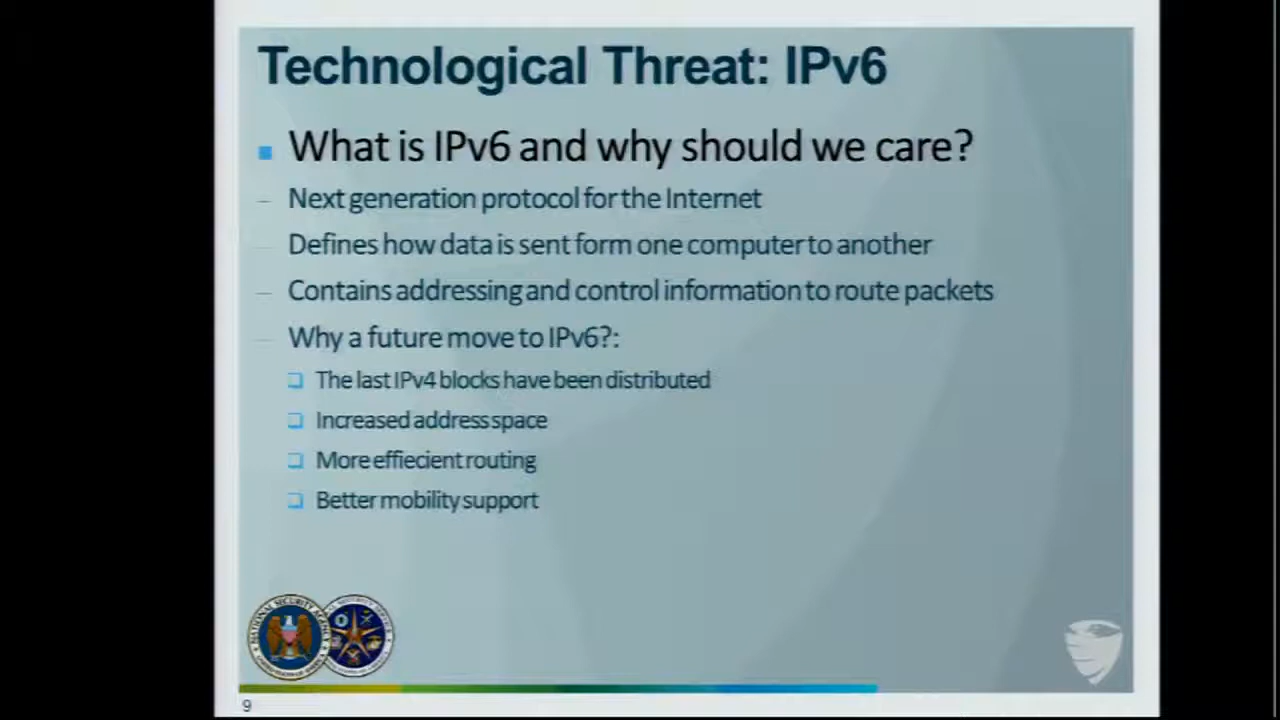 Technological Threat: IPv6
What is IPv6 and why should we care?
Next generation protocol for the Internet
Defines how data is sent form one computer to another
Contains addressing and control information to route packets
Why a future move to IPv6?:
The last IPv4 blocks have been distributed
Increased address space
More effiecient routing
Better mobility support
NATIONAL SECURITY AGENCY
9